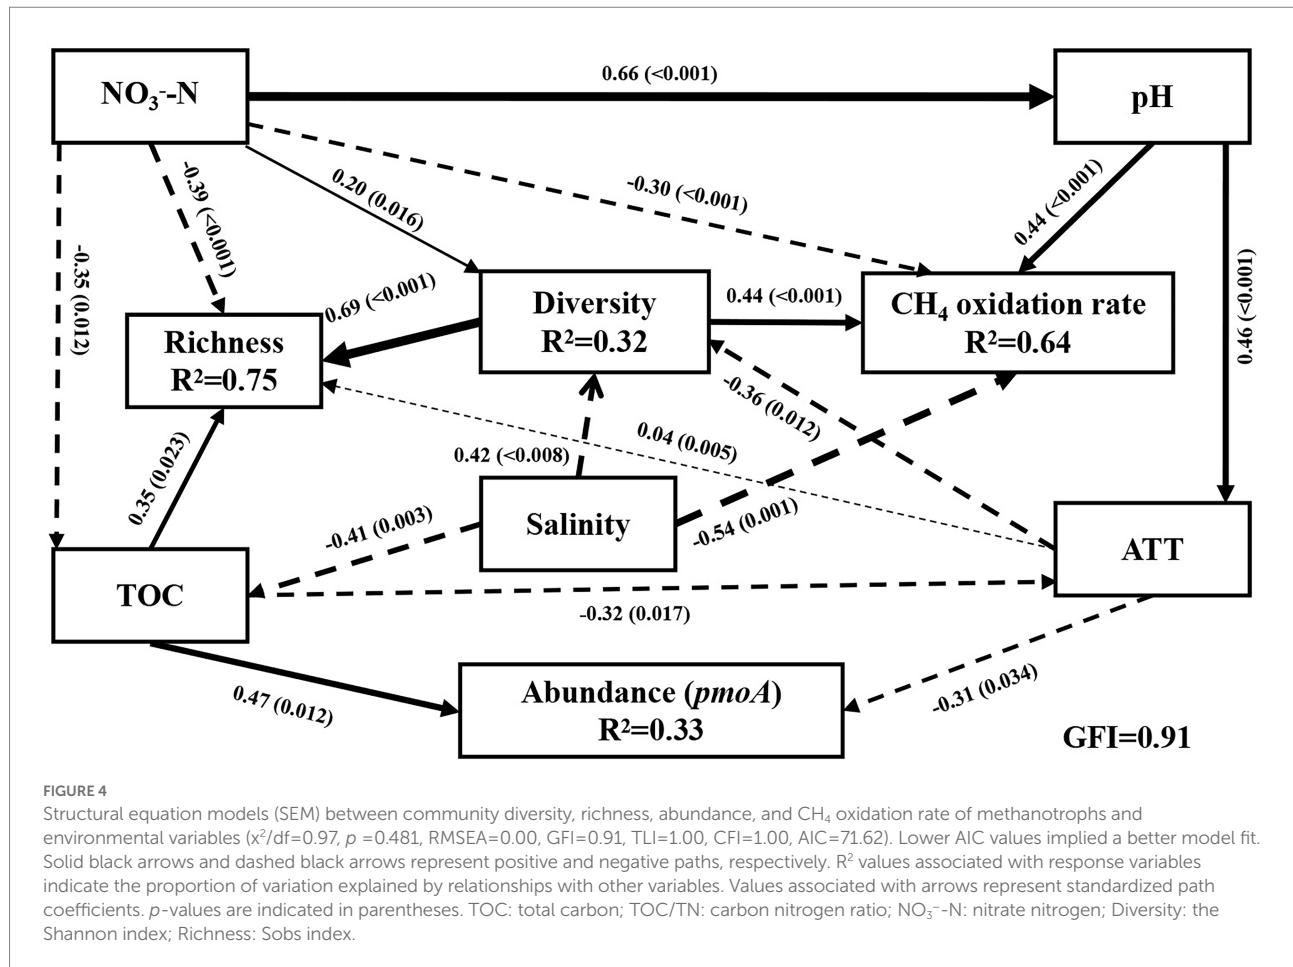 NO₃⁻-N
0.66 (<0.001)
pH
-0.39 (<0.001)
0.20 (0.016)
-0.30 (<0.001)
0.44 (<0.001)
-0.35 (0.012)
0.69 (<0.001)
Diversity
R²=0.32
0.44 (<0.001)
CH₄ oxidation rate
R²=0.64
0.46 (<0.001)
Richness
R²=0.75
-0.36 (0.012)
0.04 (0.005)
0.35 (0.023)
0.42 (<0.008)
-0.41 (0.003)
Salinity
-0.54 (0.001)
ATT
TOC
-0.32 (0.017)
0.47 (0.012)
Abundance (pmoA)
R²=0.33
-0.31 (0.034)
GFI=0.91
FIGURE 4
Structural equation models (SEM) between community diversity, richness, abundance, and CH₄ oxidation rate of methanotrophs and
environmental variables (x²/df=0.97, p =0.481, RMSEA=0.00, GFI=0.91, TLI=1.00, CFI=1.00, AIC=71.62). Lower AIC values implied a better model fit.
Solid black arrows and dashed black arrows represent positive and negative paths, respectively. R² values associated with response variables
indicate the proportion of variation explained by relationships with other variables. Values associated with arrows represent standardized path
coefficients. p-values are indicated in parentheses. TOC: total carbon; TOC/TN: carbon nitrogen ratio; NO₃⁻-N: nitrate nitrogen; Diversity: the
Shannon index; Richness: Sobs index.